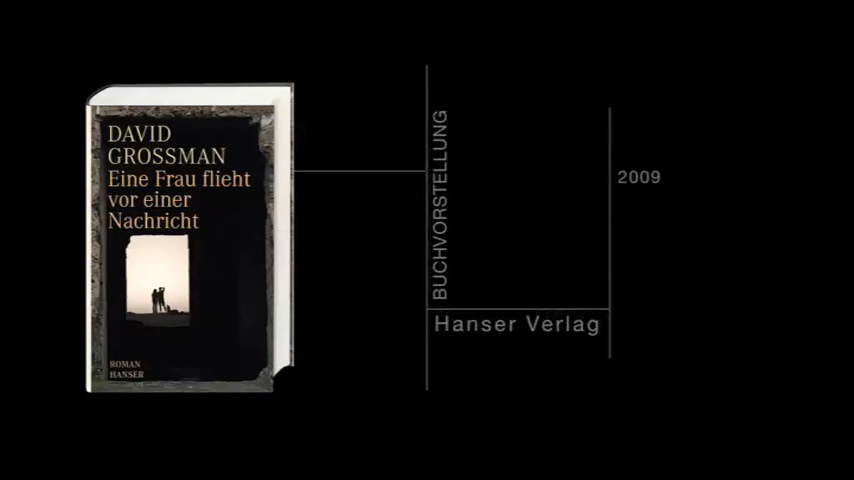 DAVID
GROSSMAN
Eine Frau flieht
vor einer
Nachricht
ROMAN
HANSER
BUCHVORSTELLUNG
Hanser Verlag
2009